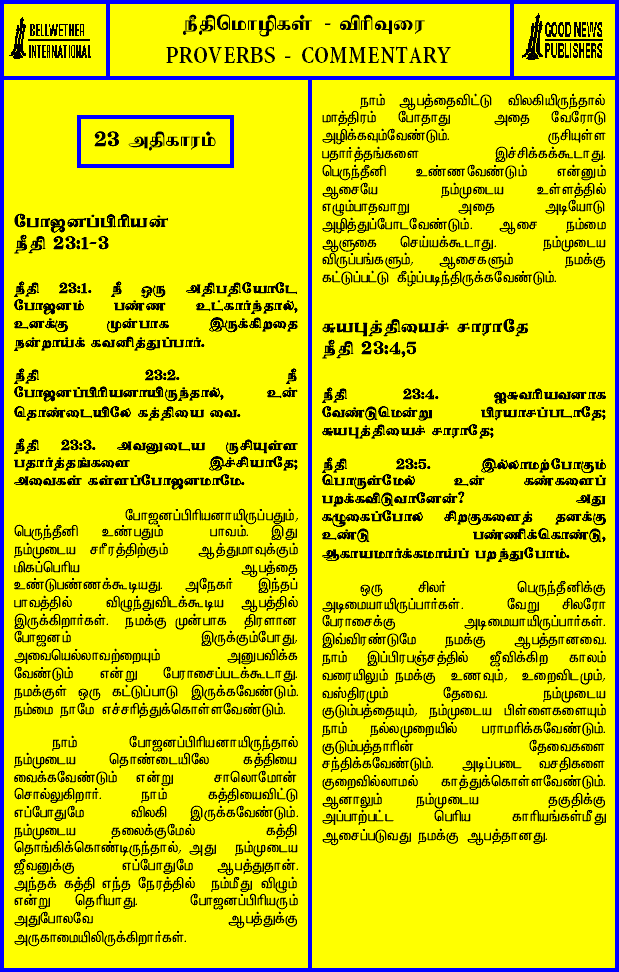 BELLWETHER
INTERNATIONAL
நீதிமொழிகள் - விரிவுரை
PROVERBS - COMMENTARY
GOOD NEWS
PUBLISHERS
23 அதிகாரம்
போஜனப்பிரியன்
நீதி 23:1-3
நீதி 23:1. நீ ஒரு அதிபதியோடே
போஜனம் பண்ண உட்கார்ந்தால்,
உனக்கு முன்பாக இருக்கிறதை
நன்றாய்க் கவனித்துப்பார்.
நீதி 23:2. நீ
போஜனப்பிரியனாயிருந்தால், உன்
தொண்டையிலே கத்தியை வை.
நீதி 23:3. அவனுடைய ருசியுள்ள
பதார்த்தங்களை இச்சியாதே;
அவைகள் கள்ளப்போஜனமாமே.
போஜனப்பிரியனாயிருப்பதும்,
பெருந்தீனி உண்பதும் பாவம். இது
நம்முடைய சரீரத்திற்கும் ஆத்துமாவுக்கும்
மிகப்பெரிய ஆபத்தை
உண்டுபண்ணக்கூடியது. அநேகர் இந்தப்
பாவத்தில் விழுந்துவிடக்கூடிய ஆபத்தில்
இருக்கிறார்கள். நமக்கு முன்பாக திரளான
போஜனம் இருக்கும்போது,
அவையெல்லாவற்றையும் அனுபவிக்க
வேண்டும் என்று பேராசைப்படக்கூடாது.
நமக்குள் ஒரு கட்டுப்பாடு இருக்கவேண்டும்.
நம்மை நாமே எச்சரித்துக்கொள்ளவேண்டும்.
நாம் போஜனப்பிரியனாயிருந்தால்
நம்முடைய தொண்டையிலே கத்தியை
வைக்கவேண்டும் என்று சாலொமோன்
சொல்லுகிறார். நாம் கத்தியைவிட்டு
எப்போதுமே விலகி இருக்கவேண்டும்.
நம்முடைய தலைக்குமேல் கத்தி
தொங்கிக்கொண்டிருந்தால், அது நம்முடைய
ஜீவனுக்கு எப்போதுமே ஆபத்துதான்.
அந்தக் கத்தி எந்த நேரத்தில் நம்மீது விழும்
என்று தெரியாது. போஜனப்பிரியரும்
அதுபோலவே ஆபத்துக்கு
அருகாமையிலிருக்கிறார்கள்.
நாம் ஆபத்தைவிட்டு விலகியிருந்தால்
மாத்திரம் போதாது அதை வேரோடு
அழிக்கவும்வேண்டும். ருசியுள்ள
பதார்த்தங்களை இச்சிக்கக்கூடாது.
பெருந்தீனி உண்ணவேண்டும் என்னும்
ஆசையே நம்முடைய உள்ளத்தில்
எழும்பாதவாறு அதை அடியோடு
அழித்துப்போடவேண்டும். ஆசை நம்மை
ஆளுகை செய்யக்கூடாது. நம்முடைய
விருப்பங்களும், ஆசைகளும் நமக்கு
கட்டுப்பட்டு கீழ்ப்படிந்திருக்கவேண்டும்.
சுயபுத்தியைச் சாராதே
நீதி 23:4,5
நீதி 23:4. ஐசுவரியவானாக
வேண்டுமென்று பிரயாசப்படாதே;
சுயபுத்தியைச் சாராதே;
நீதி 23:5. இல்லாமற்போகும்
பொருள்மேல் உன் கண்களைப்
பறக்கவிடுவானேன்? அது
கழுகைப்போல் சிறகுகளைத் தனக்கு
உண்டு பண்ணிக்கொண்டு,
ஆகாயமார்க்கமாய்ப் பறந்துபோம்.
ஒரு சிலர் பெருந்தீனிக்கு
அடிமையாயிருப்பார்கள். வேறு சிலரோ
பேராசைக்கு அடிமையாயிருப்பார்கள்.
இவ்விரண்டுமே நமக்கு ஆபத்தானவை.
நாம் இப்பிரபஞ்சத்தில் ஜீவிக்கிற காலம்
வரையிலும் நமக்கு உணவும், உறைவிடமும்,
வஸ்திரமும் தேவை. நம்முடைய
குடும்பத்தையும், நம்முடைய பிள்ளைகளையும்
நாம் நல்லமுறையில் பராமரிக்கவேண்டும்.
குடும்பத்தாரின் தேவைகளை
சந்திக்கவேண்டும். அடிப்படை வசதிகளை
குறைவில்லாமல் காத்துக்கொள்ளவேண்டும்.
ஆனாலும் நம்முடைய தகுதிக்கு
அப்பாற்பட்ட பெரிய காரியங்கள்மீது
ஆசைப்படுவது நமக்கு ஆபத்தானது.